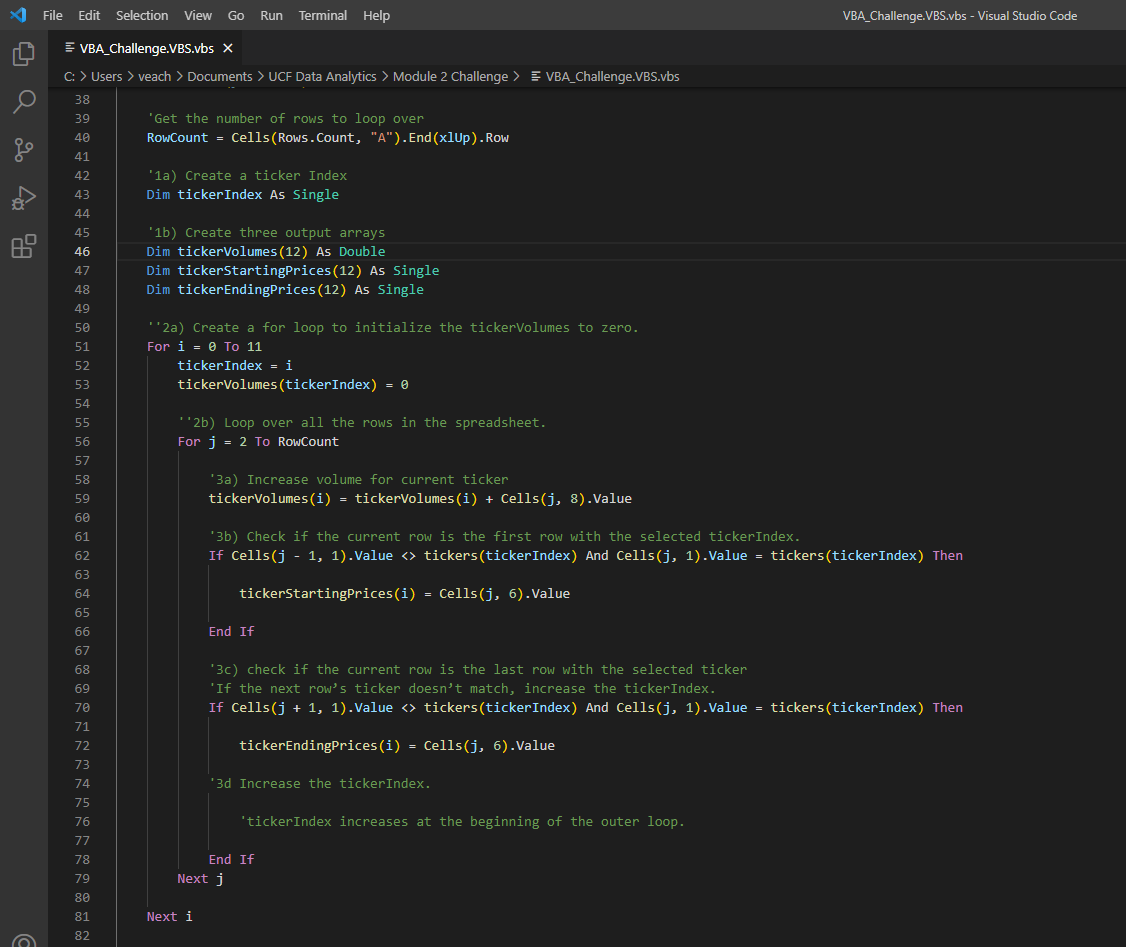 File Edit Selection View Go Run Terminal Help VBA_Challenge.VBS.vbs - Visual Studio Code
VBA_Challenge.VBS.vbs ×
C: > Users > veach > Documents > UCF Data Analytics > Module 2 Challenge > VBA_Challenge.VBS.vbs
38
39 'Get the number of rows to loop over
40 RowCount = Cells(Rows.Count, "A").End(xlUp).Row
41
42 '1a) Create a ticker Index
43 Dim tickerIndex As Single
44
45 '1b) Create three output arrays
46 Dim tickerVolumes(12) As Double
47 Dim tickerStartingPrices(12) As Single
48 Dim tickerEndingPrices(12) As Single
49
50 ''2a) Create a for loop to initialize the tickerVolumes to zero.
51 For i = 0 To 11
52 tickerIndex = i
53 tickerVolumes(tickerIndex) = 0
54
55 ''2b) Loop over all the rows in the spreadsheet.
56 For j = 2 To RowCount
57
58 '3a) Increase volume for current ticker
59 tickerVolumes(i) = tickerVolumes(i) + Cells(j, 8).Value
60
61 '3b) Check if the current row is the first row with the selected tickerIndex.
62 If Cells(j - 1, 1).Value <> tickers(tickerIndex) And Cells(j, 1).Value = tickers(tickerIndex) Then
63
64 tickerStartingPrices(i) = Cells(j, 6).Value
65
66 End If
67
68 '3c) check if the current row is the last row with the selected ticker
69 'If the next row’s ticker doesn’t match, increase the tickerIndex.
70 If Cells(j + 1, 1).Value <> tickers(tickerIndex) And Cells(j, 1).Value = tickers(tickerIndex) Then
71
72 tickerEndingPrices(i) = Cells(j, 6).Value
73
74 '3d Increase the tickerIndex.
75
76 'tickerIndex increases at the beginning of the outer loop.
77
78 End If
79 Next j
80
81 Next i
82